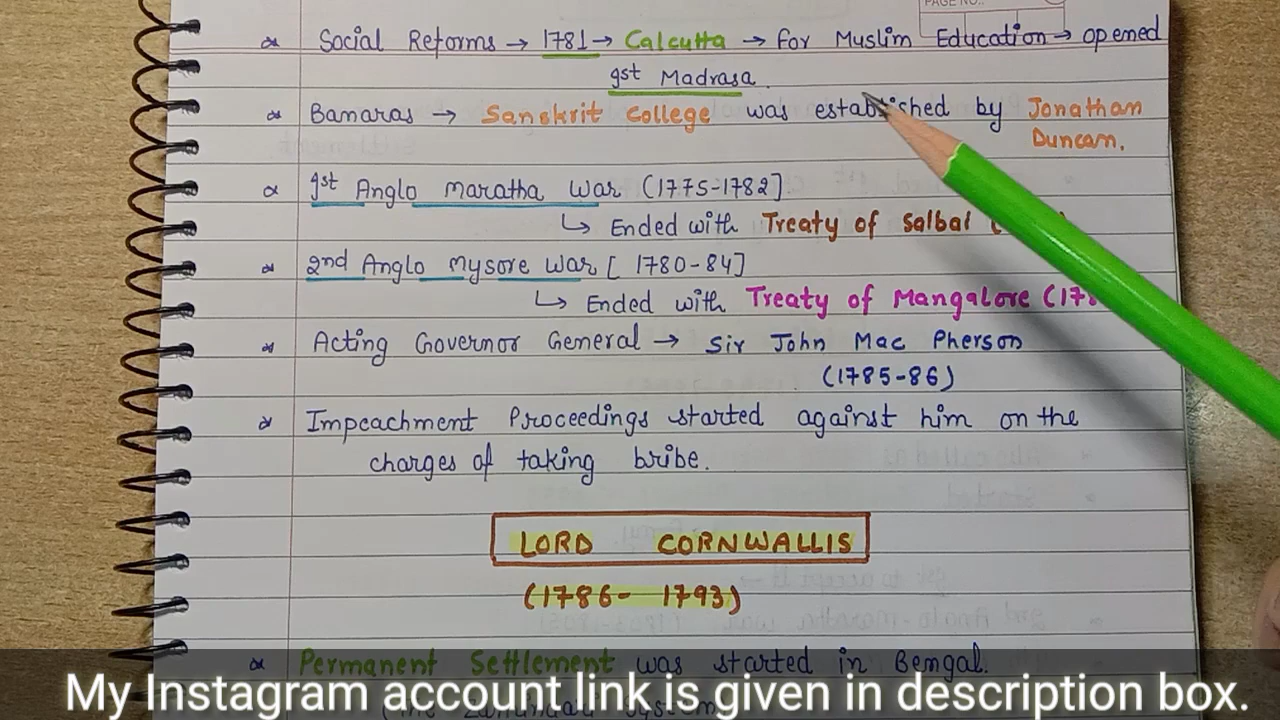 PAGE NO.:
Social Reforms → 1781 → Calcutta → for Muslim Education → opened
1st Madrasa.
Banaras → Sanskrit College was established by Jonathan
Duncan.
1st Anglo maratha War (1775-1782]
↳ Ended with Treaty of Salbai (
2nd Anglo Mysore War [1780-84]
↳ Ended with Treaty of Mangalore (178
Acting Governor General → Sir John Mac Pherson
(1785-86)
Impeachment Proceedings started against him on the
charges of taking bribe.
LORD CORNWALLIS
(1786- 1793)
Permanent Settlement was started in Bengal.
My Instagram account link is given in description box.